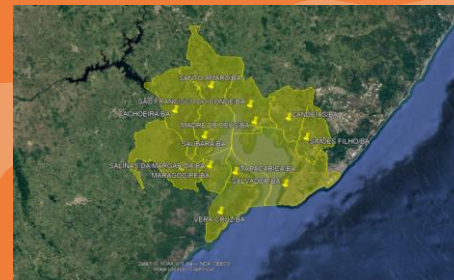 SANTO AMARO/BA
SÃO FRANCISCO DO CONDE/BA
CACHOEIRA/BA
CANDEIAS/BA
MADRE DE DEUS/BA
SIMÕES FILHO/BA
SAUBARA/BA
SALINAS DA MARGARIDA/BA
ITAPARICA/BA
MARAGOGIPE/BA
SALVADOR/BA
VERA CRUZ/BA